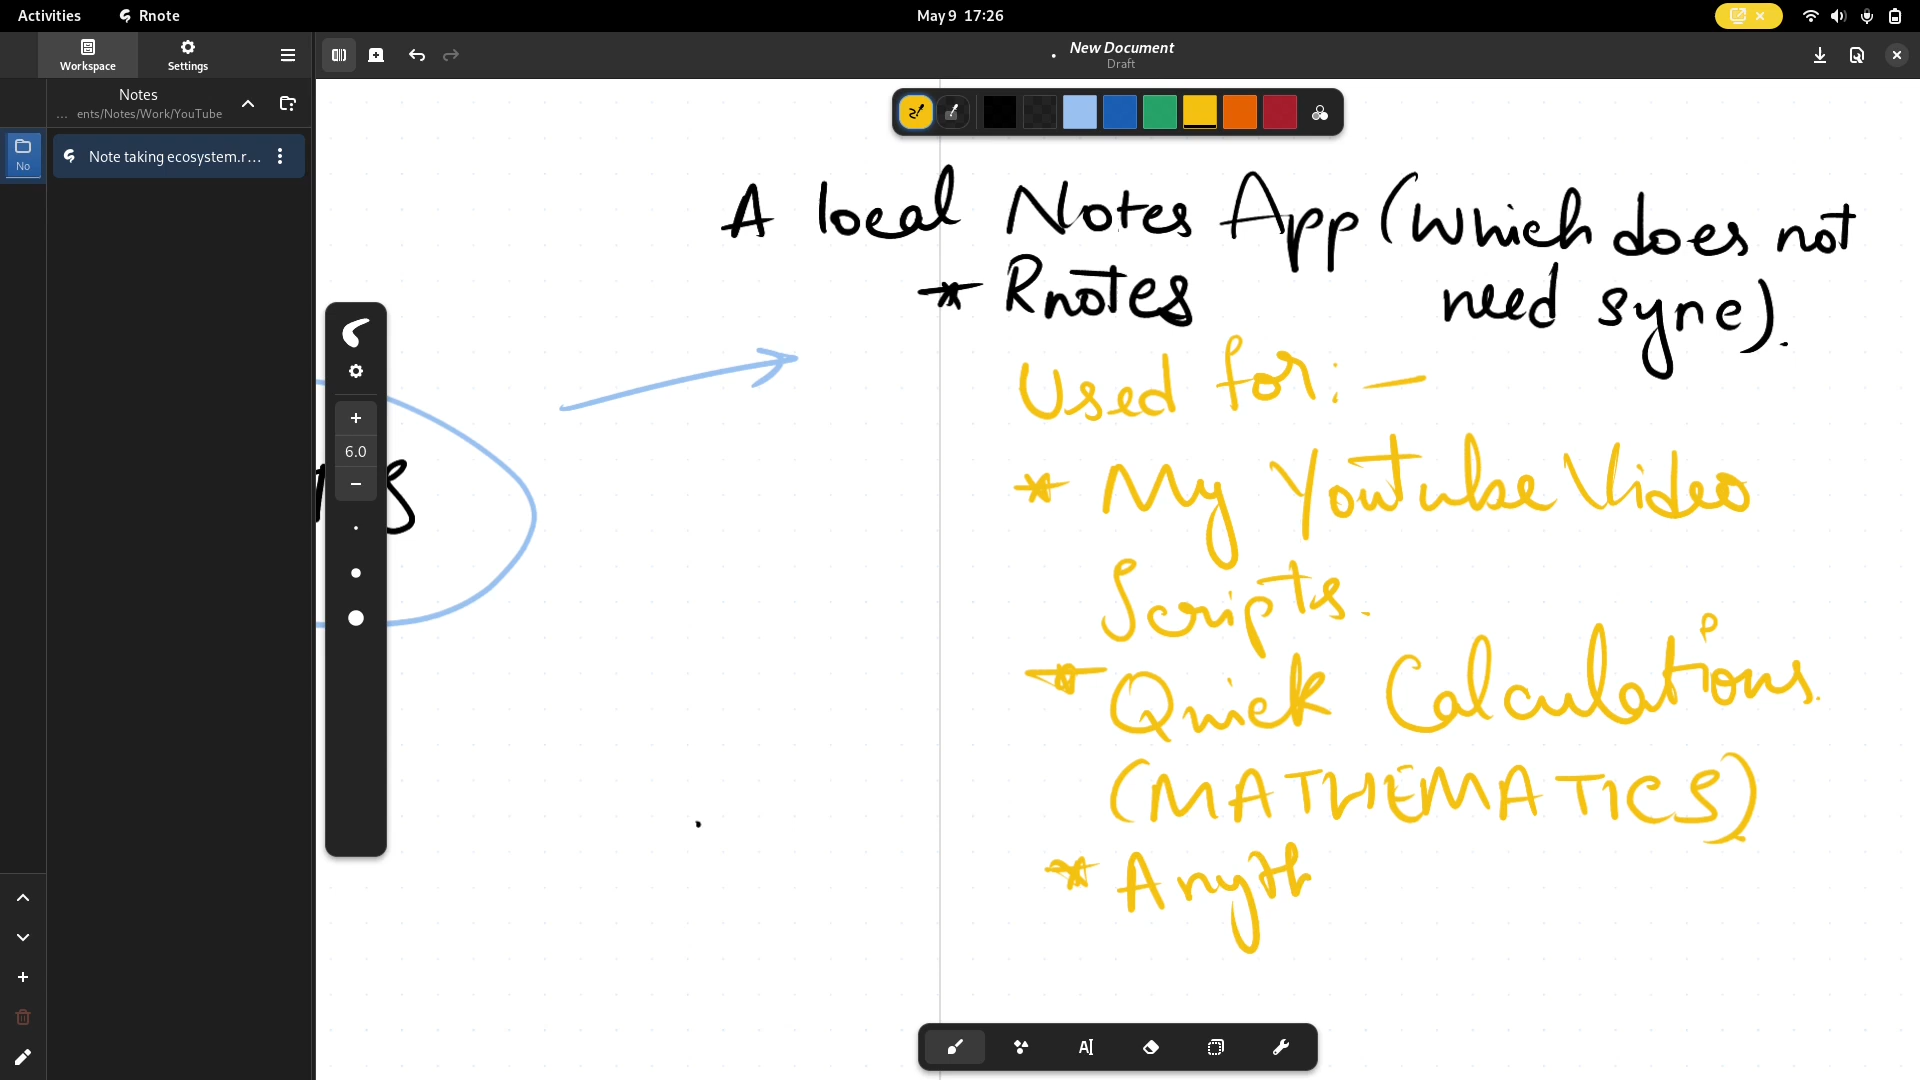 Activities
Rnote
May 9 17:26
Workspace
Settings
New Document
Draft
Notes
... ents/Notes/Work/YouTube
No
Note taking ecosystem.r...
6.0
A local Notes App (which does not
* Rnotes need sync).
Used for: —
* My Youtube Video
Scripts.
* Quick Calculations.
(MATHEMATICS)
* Anyth